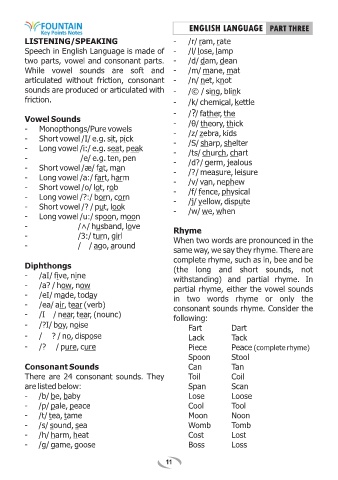 FOUNTAIN
Key Points Notes
ENGLISH LANGUAGE PART THREE
LISTENING/SPEAKING
Speech in English Language is made of
two parts, vowel and consonant parts.
While vowel sounds are soft and
articulated without friction, consonant
sounds are produced or articulated with
friction.
Vowel Sounds
- Monopthongs/Pure vowels
- Short vowel /I/ e.g. sit, pick
- Long vowel /i:/ e.g. seat, peak
- /e/ e.g. ten, pen
- Short vowel /æ/ fat, man
- Long vowel /a:/ fart, harm
- Short vowel /o/ lot, rob
- Long vowel /?:/ born, corn
- Short vowel /? / put, look
- Long vowel /u:/ spoon, moon
- /ʌ/ husband, love
- /3:/ turn, girl
- / / ago, around
Diphthongs
- /aI/ five, nine
- /a? / how, now
- /eI/ made, today
- /ea/ air, tear (verb)
- /I / near, tear, (nounc)
- /?I/ boy, noise
- / ? / no, dispose
- /? / pure, cure
Consonant Sounds
There are 24 consonant sounds. They
are listed below:
- /b/ be, baby
- /p/ pale, peace
- /t/ tea, tame
- /s/ sound, sea
- /h/ harm, heat
- /g/ game, goose
- /r/ ram, rate
- /l/ lose, lamp
- /d/ dam, dean
- /m/ mane, mat
- /n/ net, knot
- /© / sing, blink
- /k/ chemical, kettle
- /?/ father, the
- /θ/ theory, thick
- /z/ zebra, kids
- /S/ sharp, shelter
- /ts/ church, chart
- /d?/ germ, jealous
- /?/ measure, leisure
- /v/ van, nephew
- /f/ fence, physical
- /j/ yellow, dispute
- /w/ we, when
Rhyme
When two words are pronounced in the
same way, we say they rhyme. There are
complete rhyme, such as in, bee and be
(the long and short sounds, not
withstanding) and partial rhyme. In
partial rhyme, either the vowel sounds
in two words rhyme or only the
consonant sounds rhyme. Consider the
following:
Fart Dart
Lack Tack
Piece Peace (complete rhyme)
Spoon Stool
Can Tan
Toil Coil
Span Scan
Lose Loose
Cool Tool
Moon Noon
Womb Tomb
Cost Lost
Boss Loss
11